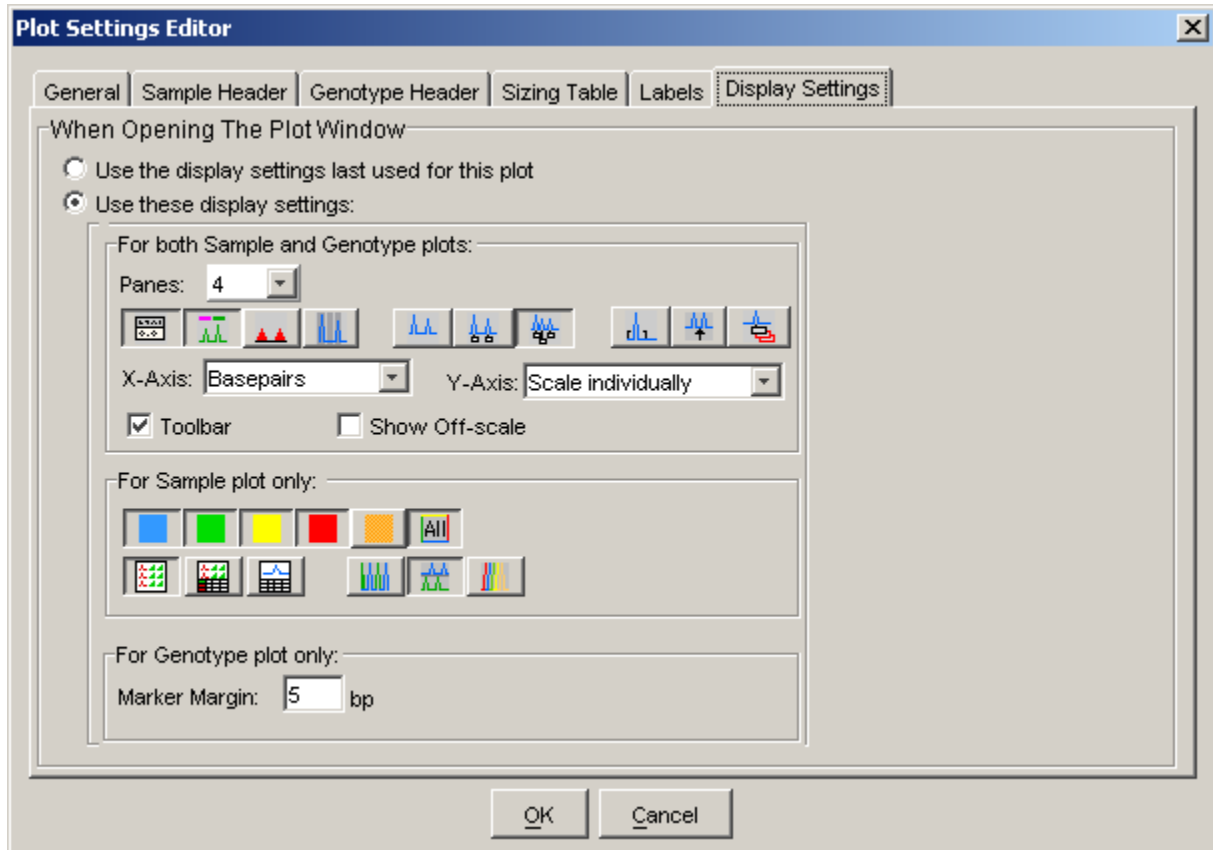 Plot Settings Editor
General Sample Header Genotype Header Sizing Table Labels Display Settings
When Opening The Plot Window
Use the display settings last used for this plot
Use these display settings:
For both Sample and Genotype plots:
Panes: 4
X-Axis: Basepairs Y-Axis: Scale individually
Toolbar Show Off-scale
For Sample plot only:
All
For Genotype plot only:
Marker Margin: 5 bp
OK Cancel